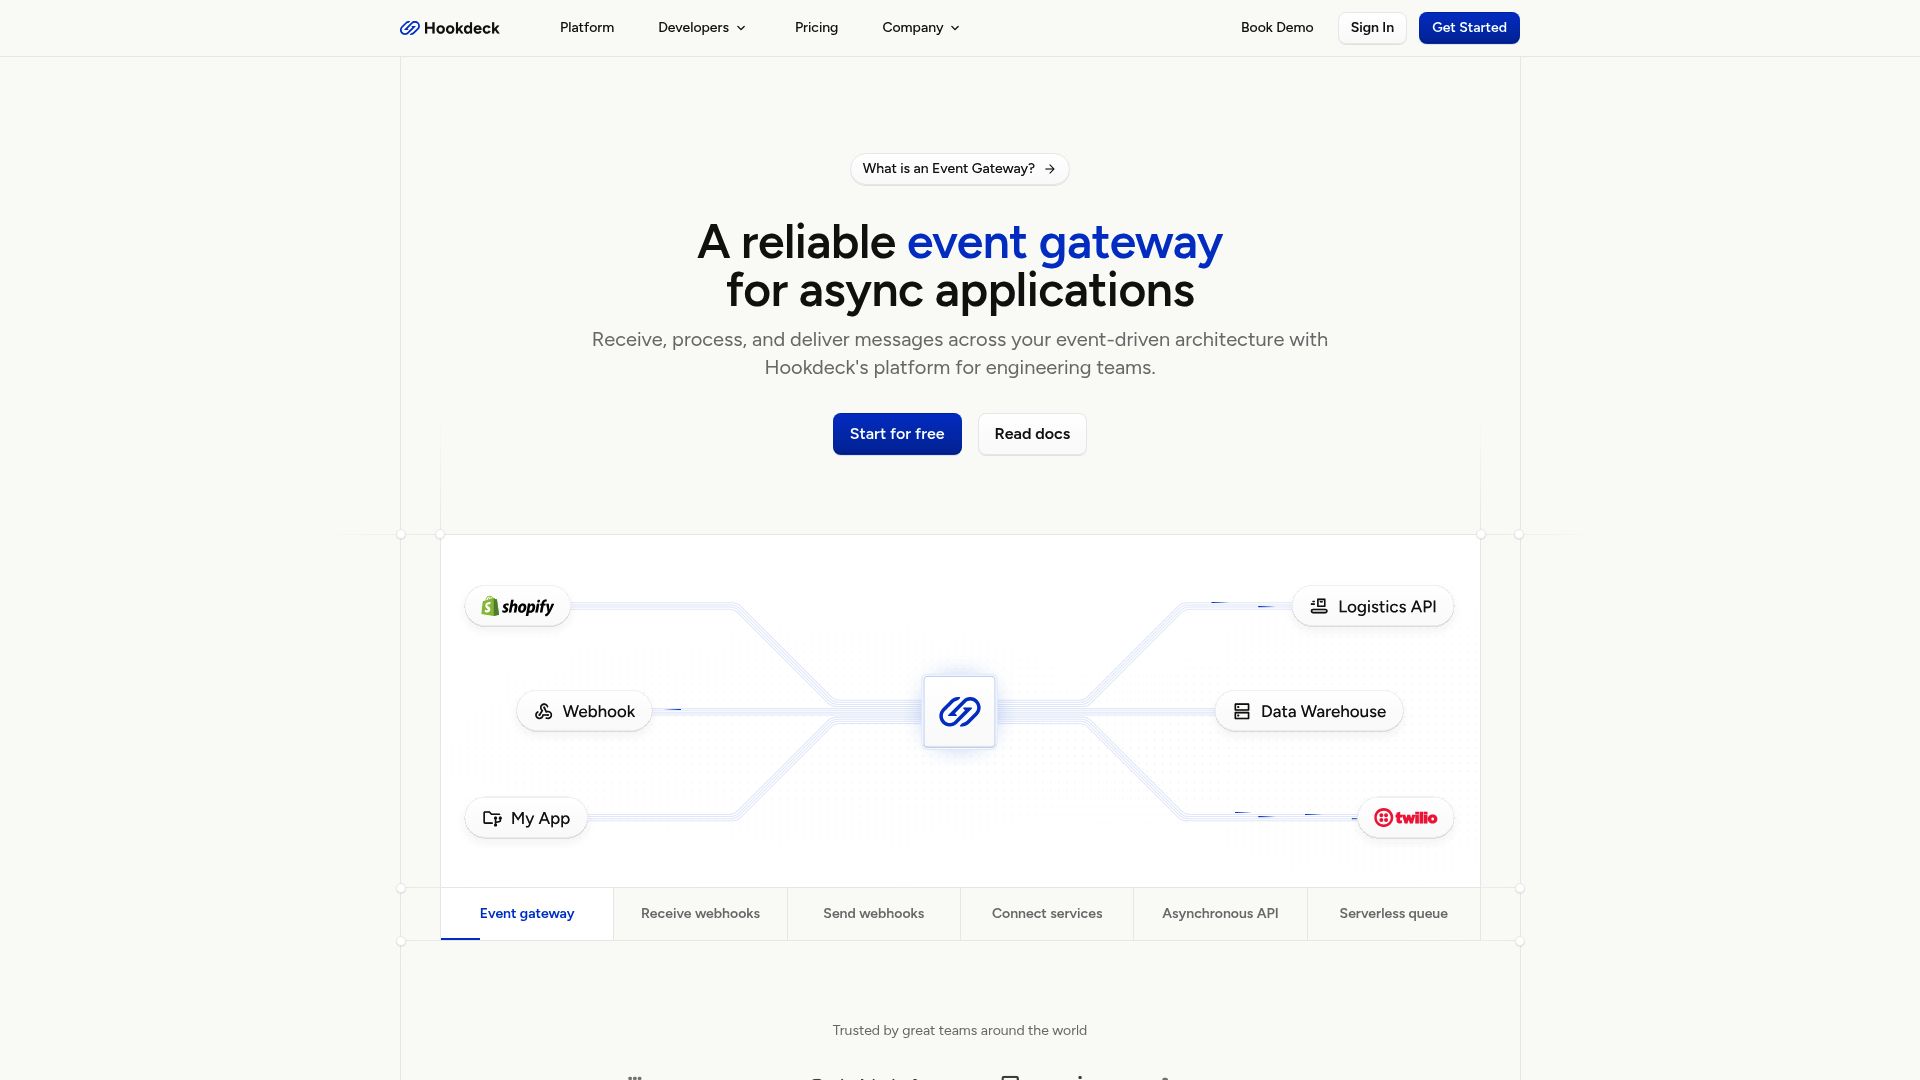 Hookdeck
Platform
Developers
Pricing
Company
Book Demo
Sign In
Get Started
What is an Event Gateway?
A reliable event gateway
for async applications
Receive, process, and deliver messages across your event-driven architecture with
Hookdeck's platform for engineering teams.
Start for free
Read docs
shopify
Logistics API
Webhook
Data Warehouse
My App
twilio
Event gateway
Receive webhooks
Send webhooks
Connect services
Asynchronous API
Serverless queue
Trusted by great teams around the world